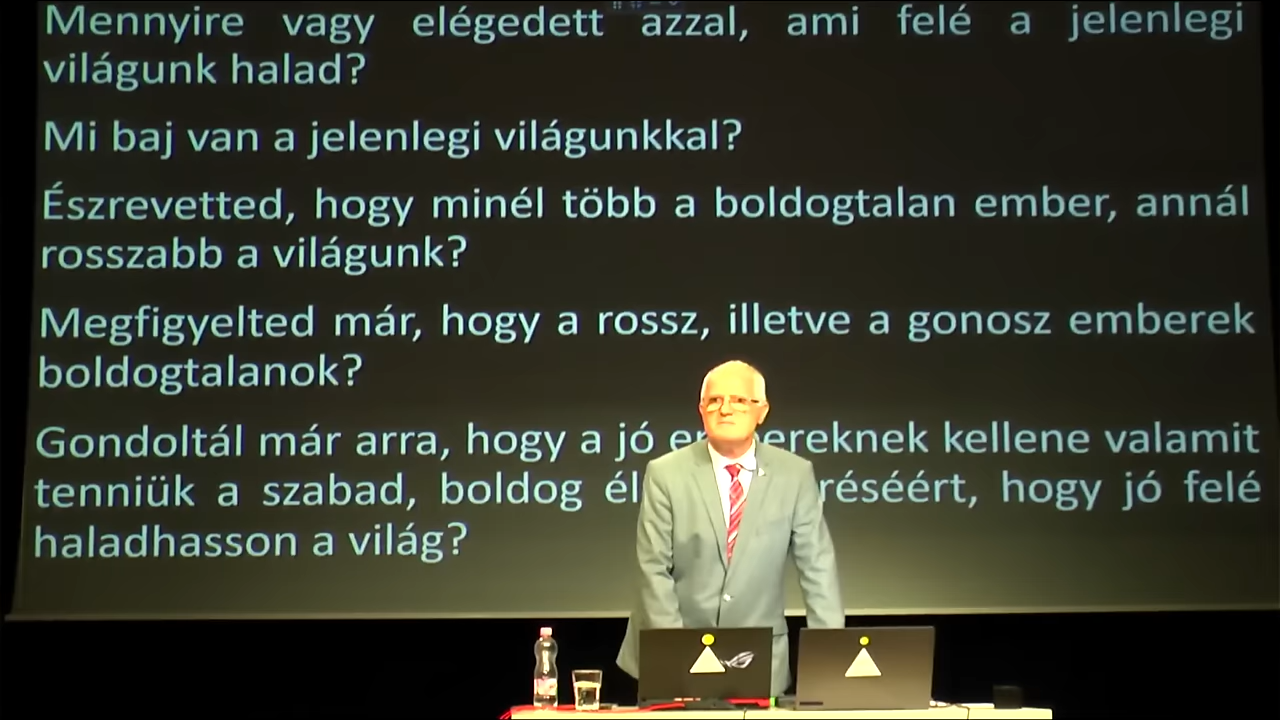 Mennyire vagy elégedett azzal, ami felé a jelenlegi
világunk halad?
Mi baj van a jelenlegi világunkkal?
Észrevetted, hogy minél több a boldogtalan ember, annál
rosszabb a világunk?
Megfigyelted már, hogy a rossz, illetve a gonosz emberek
boldogtalanok?
Gondoltál már arra, hogy a jó kellene valamit
tenniük a szabad, boldog hogy jó felé
haladhasson a világ?